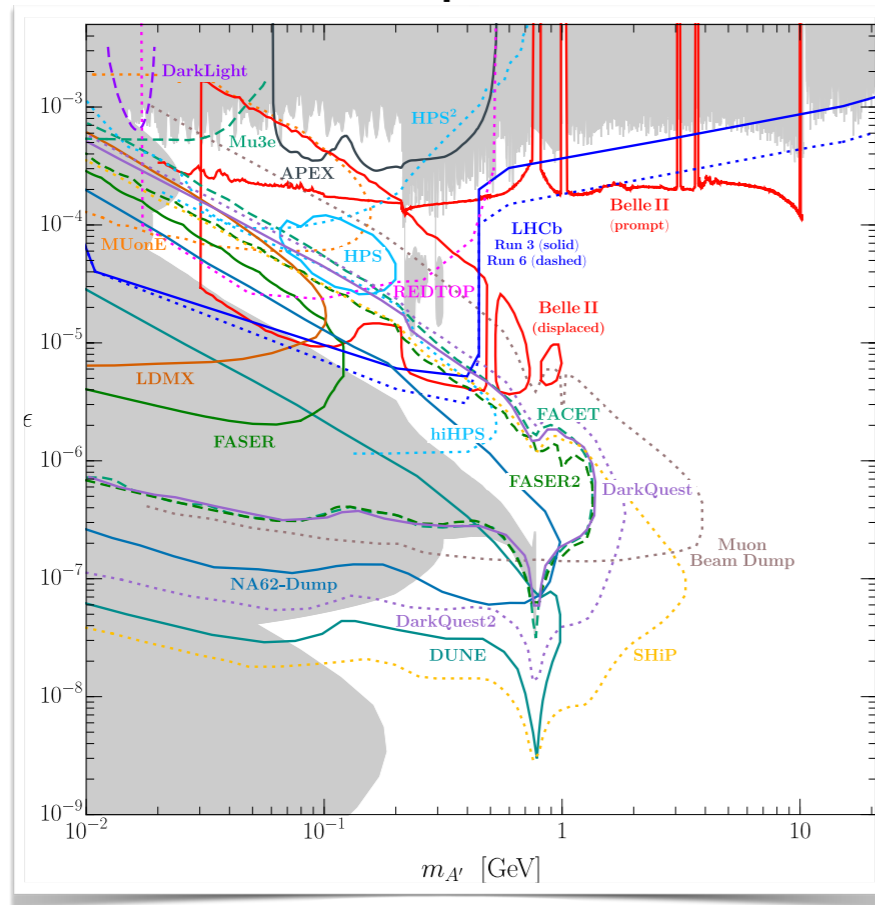 DarkLight
HPS²
Mu3e
APEX
Belle II
(prompt)
LHCb
Run 3 (solid)
Run 6 (dashed)
MUonE
HPS
REDTOP
Belle II
(displaced)
LDMX
FASER
hiHPS
FACET
FASER2
DarkQuest
Muon
Beam Dump
NA62-Dump
DarkQuest2
DUNE
SHiP
10⁻³
10⁻⁴
10⁻⁵
ϵ
10⁻⁶
10⁻⁷
10⁻⁸
10⁻⁹
10⁻² 10⁻¹ 1 10
m_A′ [GeV]